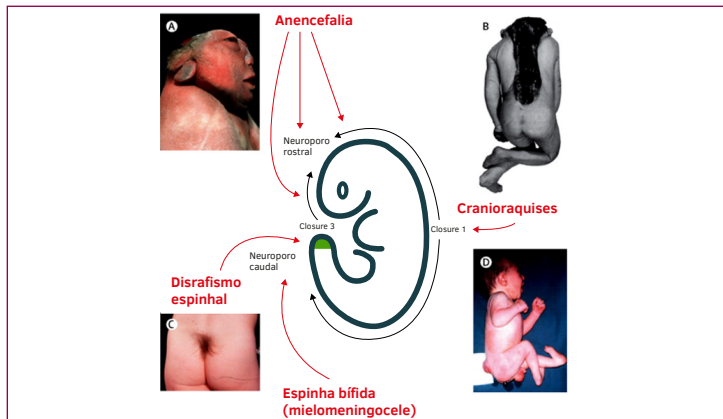 Anencefalia
A
B
Neuroporo
rostral
Cranioraquises
Closure 3
Closure 1
Neuroporo
caudal
D
Disrafismo
espinhal
C
Espinha bífida
(mielomeningocele)